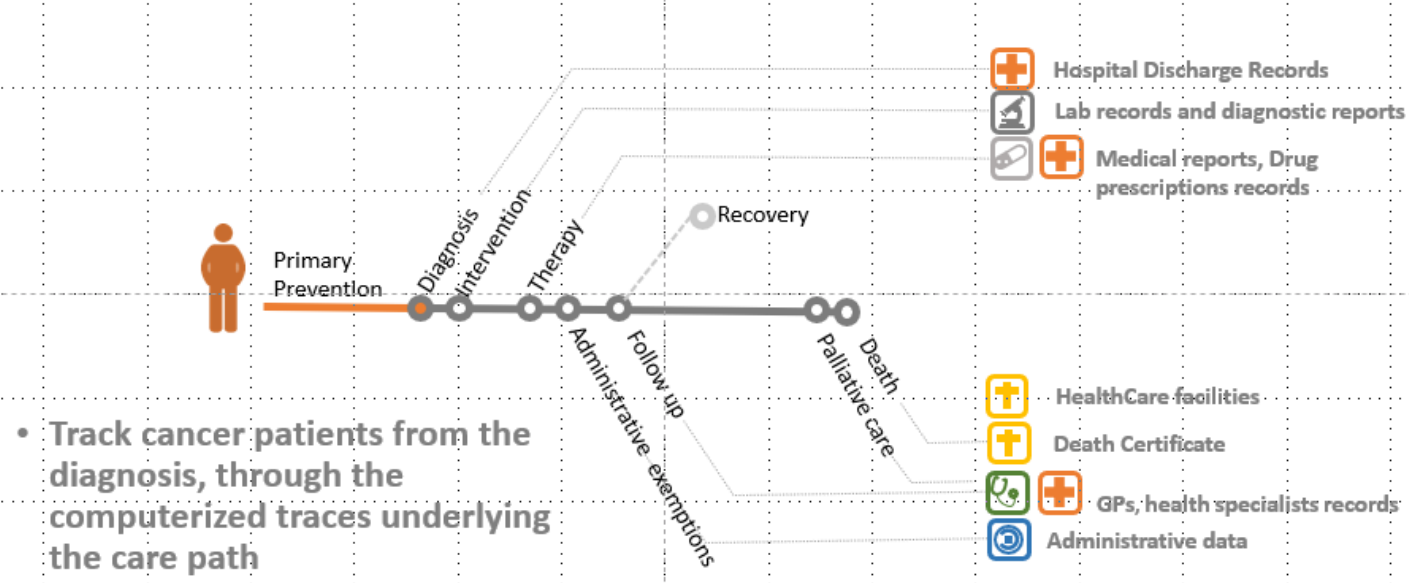 Hospital Discharge Records
Lab records and diagnostic reports
Medical reports, Drug
prescriptions records
Recovery
Diagnosis
Intervention
Therapy
Primary
Prevention
Administrative exemptions
Follow up
Palliative care
Death
HealthCare facilities
Death Certificate
GPs, health specialists records
Administrative data
• Track cancer patients from the
diagnosis, through the
computerized traces underlying
the care path